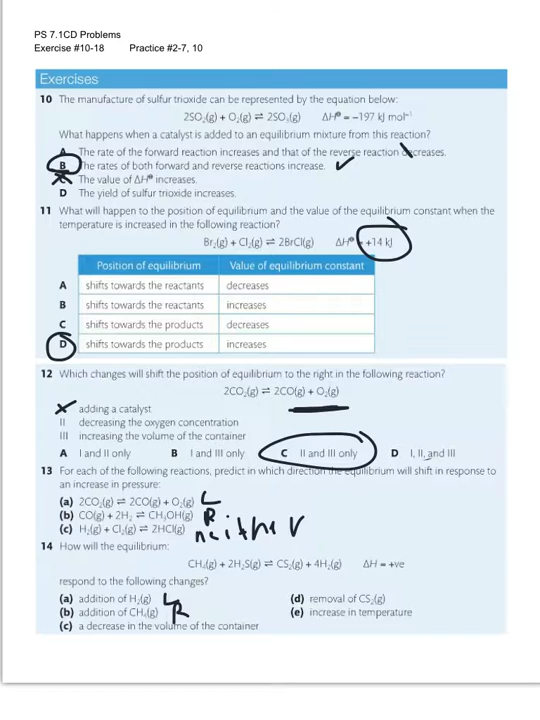 PS 7.1CD Problems
Exercise #10-18 Practice #2-7, 10
Exercises
10 The manufacture of sulfur trioxide can be represented by the equation below:
2SO₂(g) + O₂(g) ⇌ 2SO₃(g) ΔH⦵ = −197 kJ mol⁻¹
What happens when a catalyst is added to an equilibrium mixture from this reaction?
A The rate of the forward reaction increases and that of the reverse reaction decreases.
B The rates of both forward and reverse reactions increase. ✓
C The value of ΔH⦵ increases.
D The yield of sulfur trioxide increases.
11 What will happen to the position of equilibrium and the value of the equilibrium constant when the
temperature is increased in the following reaction?
Br₂(g) + Cl₂(g) ⇌ 2BrCl(g) ΔH⦵ = +14 kJ
Position of equilibrium Value of equilibrium constant
A shifts towards the reactants decreases
B shifts towards the reactants increases
C shifts towards the products decreases
D shifts towards the products increases
12 Which changes will shift the position of equilibrium to the right in the following reaction?
2CO₂(g) ⇌ 2CO(g) + O₂(g)
adding a catalyst
II decreasing the oxygen concentration
III increasing the volume of the container
A I and II only B I and III only C II and III only D I, II, and III
13 For each of the following reactions, predict in which direction the equilibrium will shift in response to
an increase in pressure:
(a) 2CO₂(g) ⇌ 2CO(g) + O₂(g) L
(b) CO(g) + 2H₂ ⇌ CH₃OH(g) R
(c) H₂(g) + Cl₂(g) ⇌ 2HCl(g) neither
14 How will the equilibrium:
CH₄(g) + 2H₂S(g) ⇌ CS₂(g) + 4H₂(g) ΔH = +ve
respond to the following changes?
(a) addition of H₂(g) L (d) removal of CS₂(g)
(b) addition of CH₄(g) R (e) increase in temperature
(c) a decrease in the volume of the container